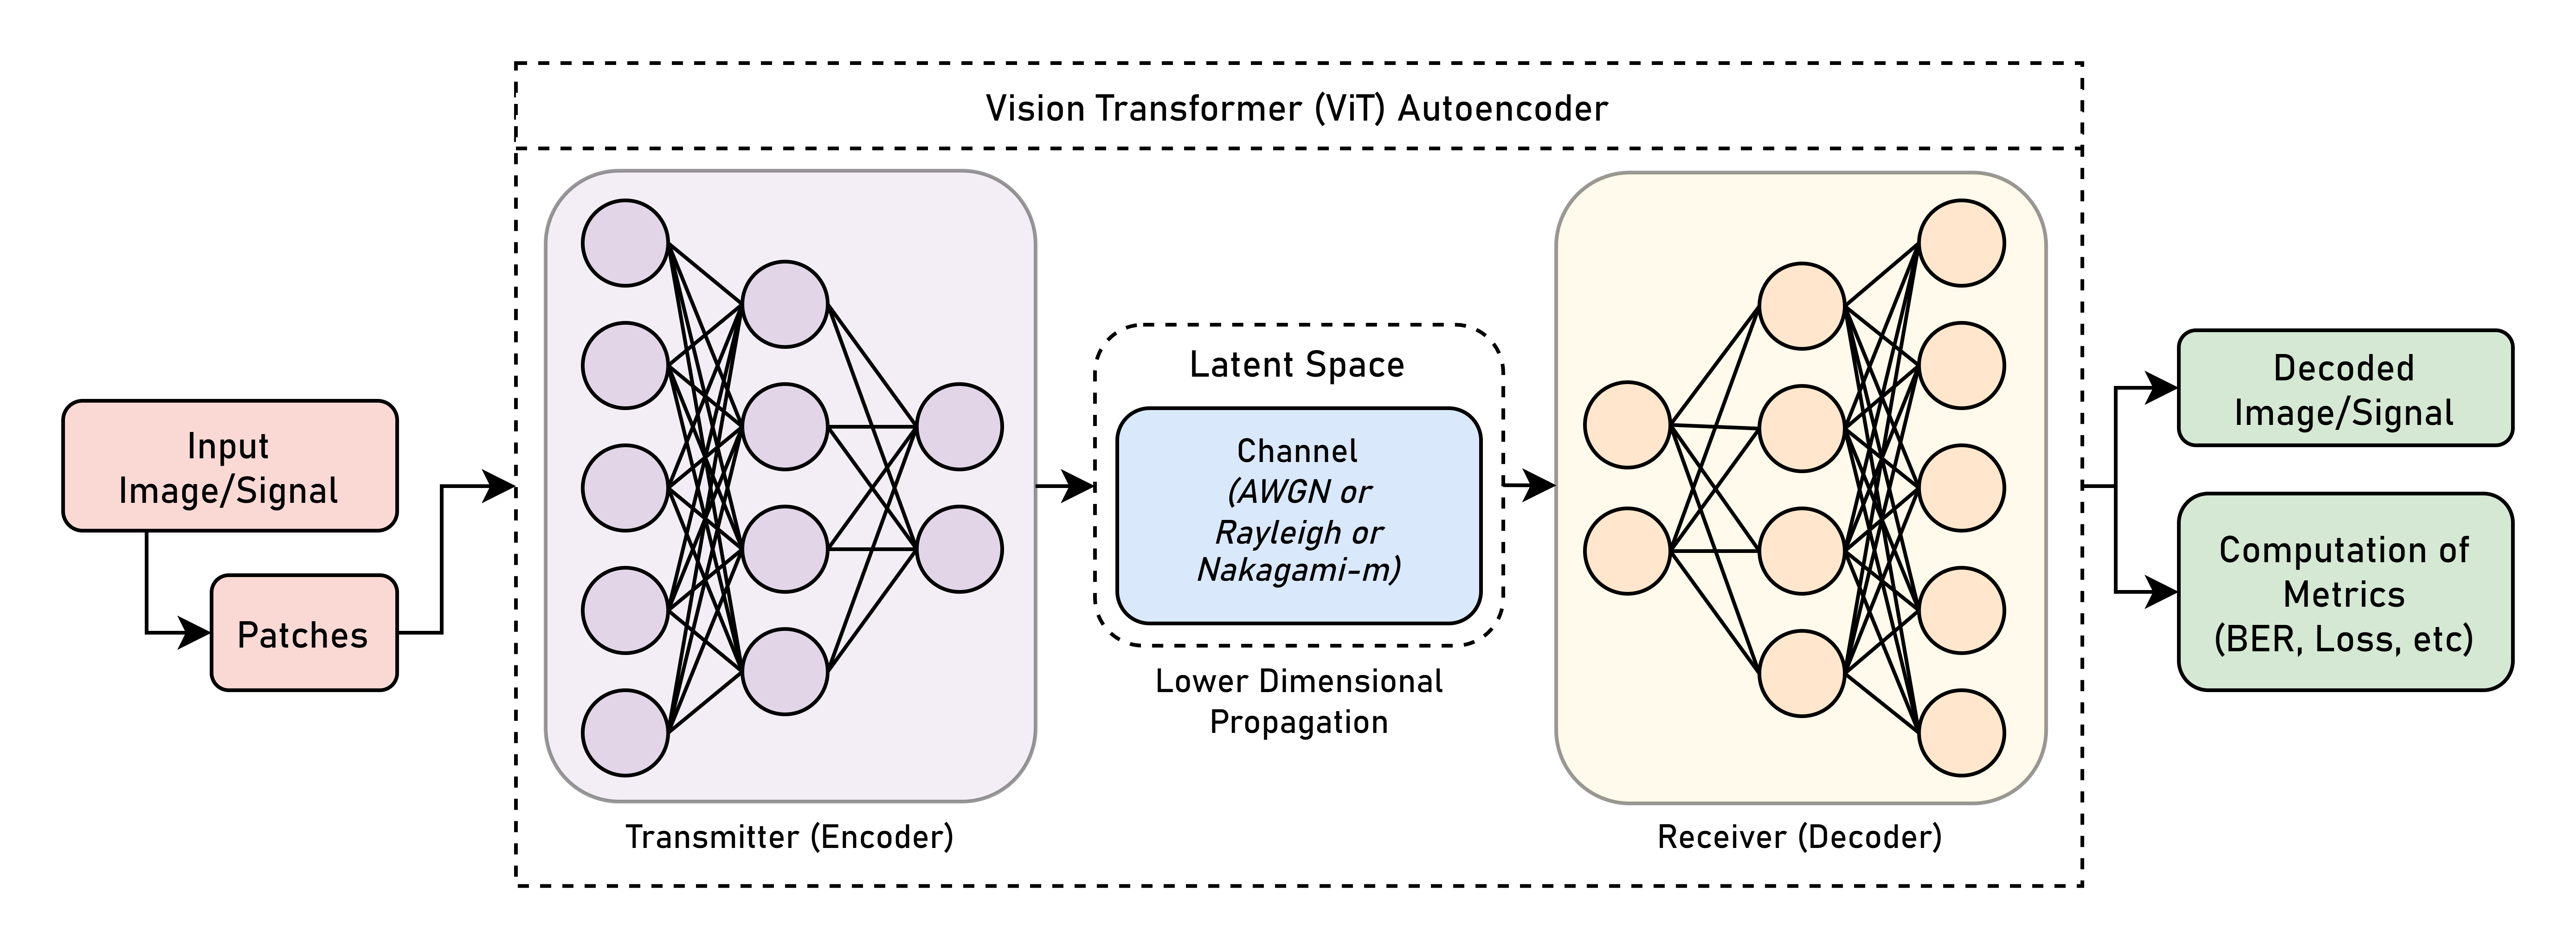 Vision Transformer (ViT) Autoencoder
Input
Image/Signal
Patches
Transmitter (Encoder)
Latent Space
Channel
(AWGN or
Rayleigh or
Nakagami-m)
Lower Dimensional
Propagation
Receiver (Decoder)
Decoded
Image/Signal
Computation of
Metrics
(BER, Loss, etc)